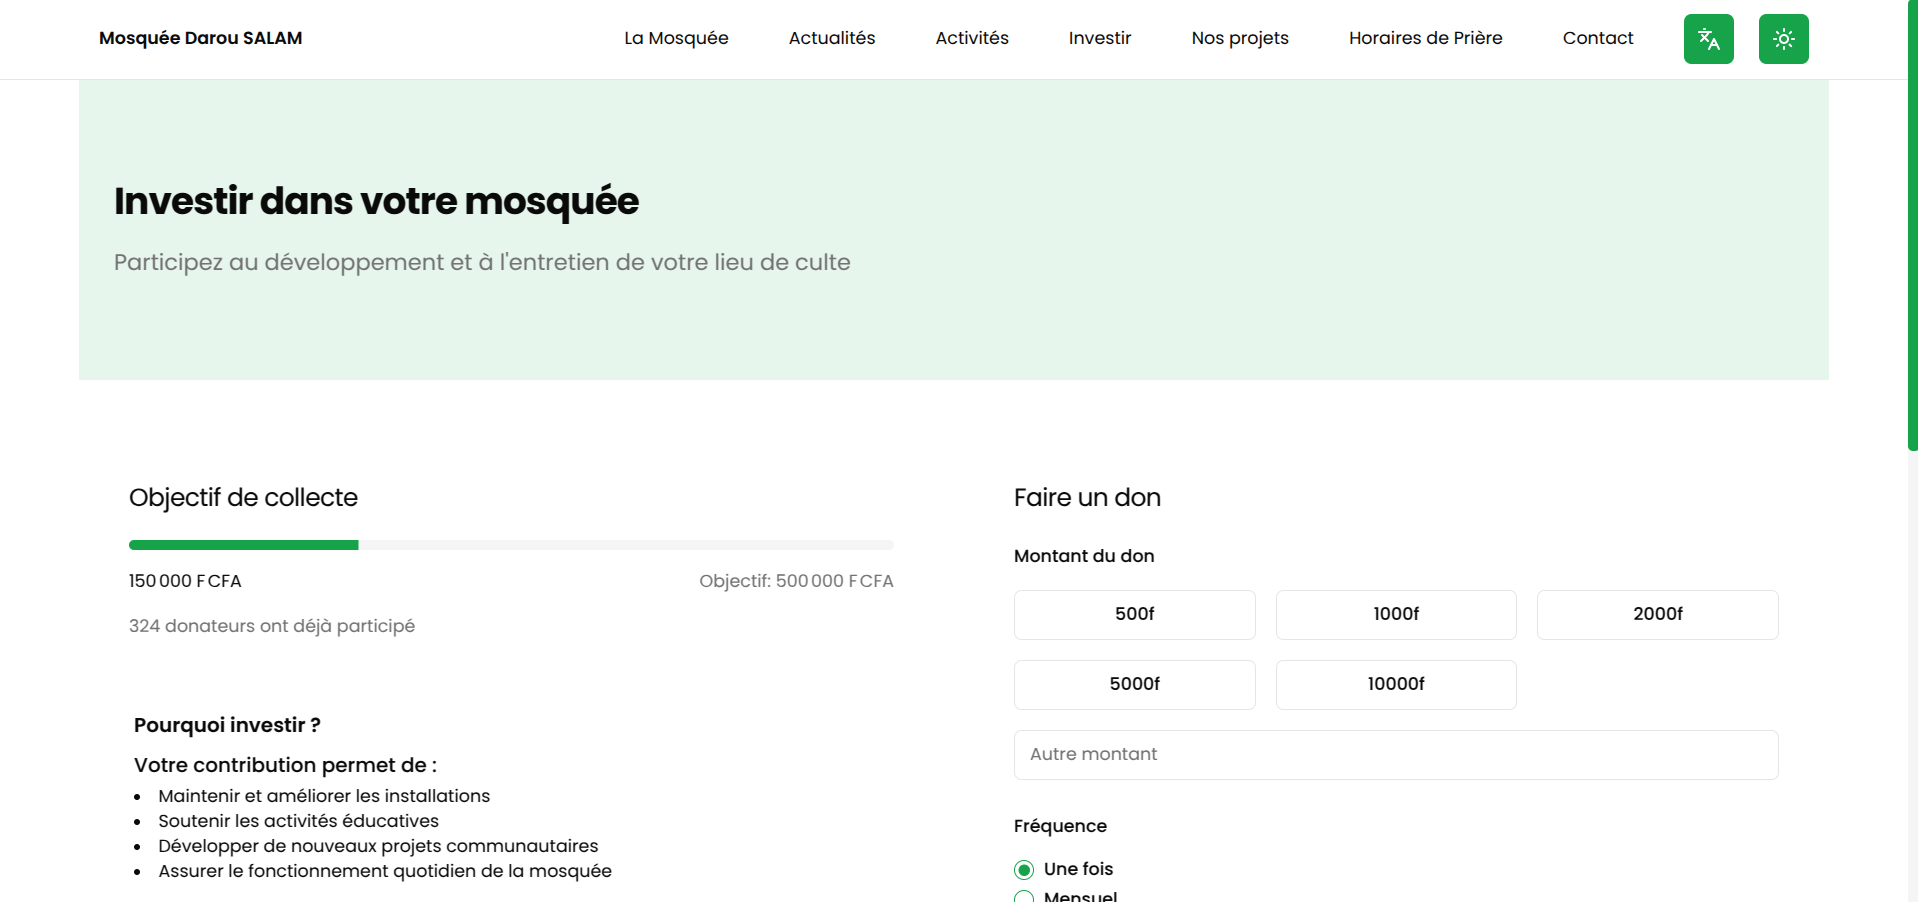 Mosquée Darou SALAM
La Mosquée
Actualités
Activités
Investir
Nos projets
Horaires de Prière
Contact
Investir dans votre mosquée
Participez au développement et à l'entretien de votre lieu de culte
Objectif de collecte
150 000 F CFA
Objectif: 500 000 F CFA
324 donateurs ont déjà participé
Pourquoi investir ?
Votre contribution permet de :
Maintenir et améliorer les installations
Soutenir les activités éducatives
Développer de nouveaux projets communautaires
Assurer le fonctionnement quotidien de la mosquée
Faire un don
Montant du don
500f
1000f
2000f
5000f
10000f
Autre montant
Fréquence
Une fois
Mensuel